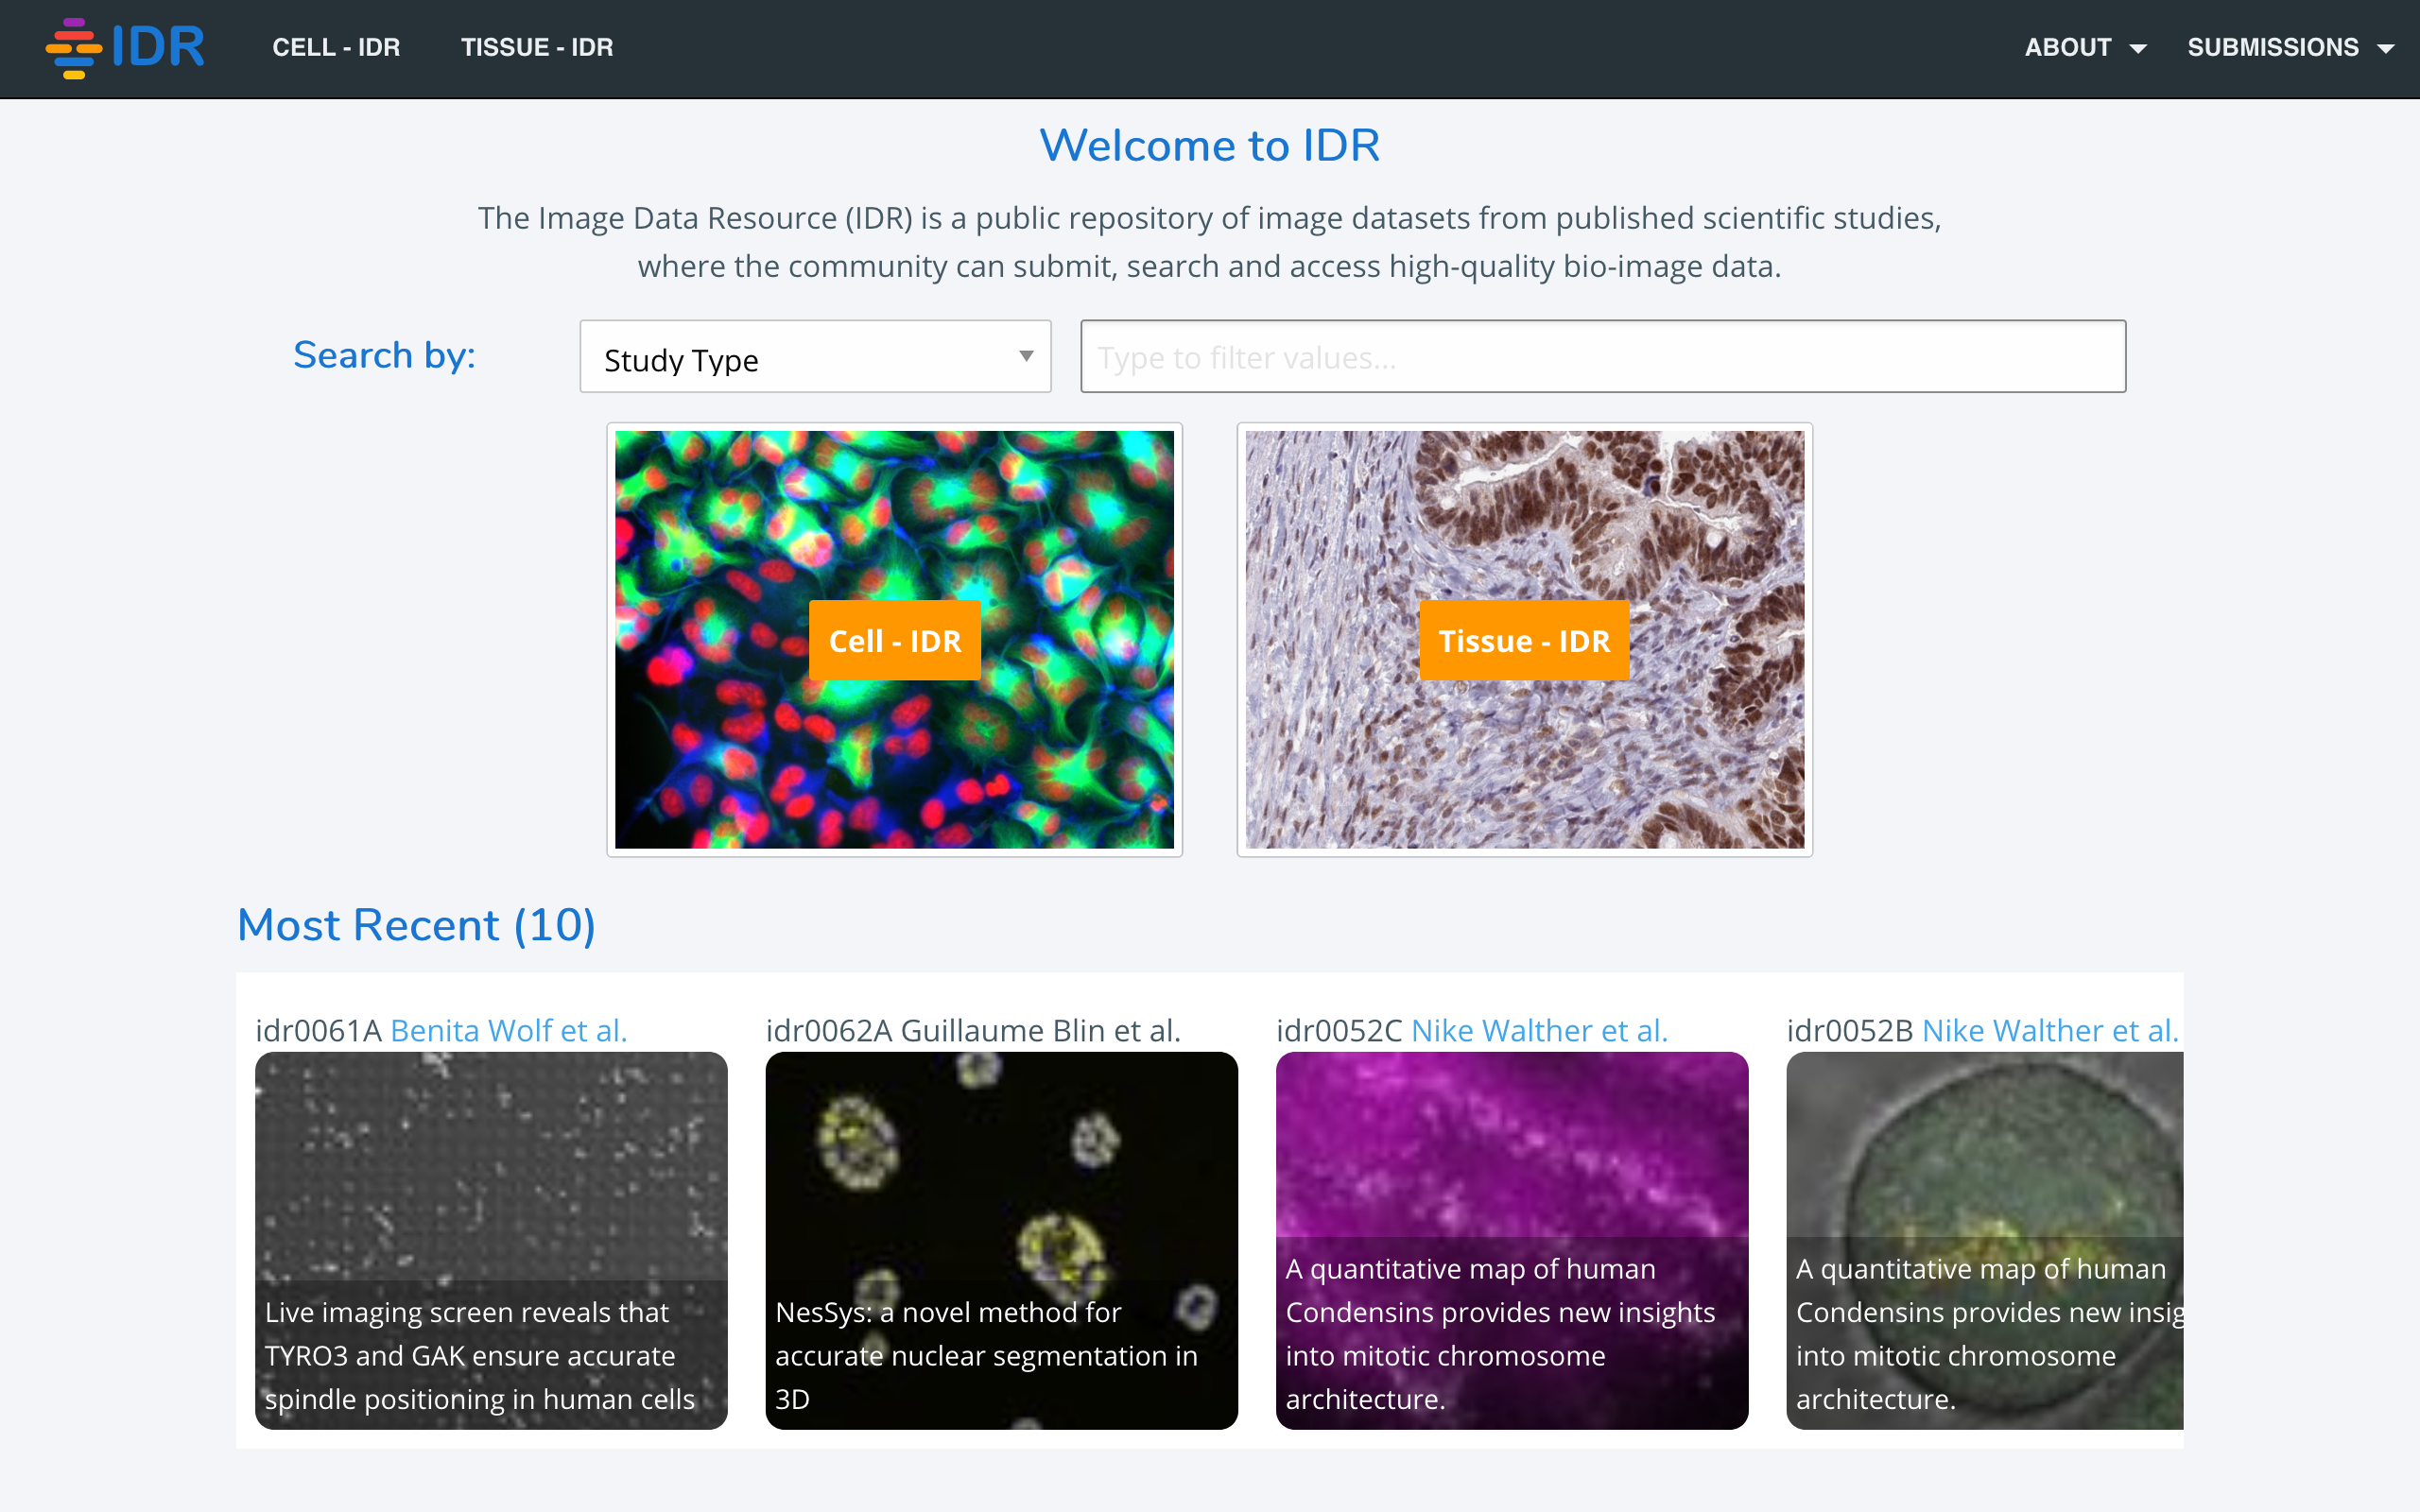 IDR
CELL - IDR
TISSUE - IDR
ABOUT
SUBMISSIONS
Welcome to IDR
The Image Data Resource (IDR) is a public repository of image datasets from published scientific studies,
where the community can submit, search and access high-quality bio-image data.
Search by:
Study Type
Type to filter values...
Cell - IDR
Tissue - IDR
Most Recent (10)
idr0061A Benita Wolf et al.
Live imaging screen reveals that
TYRO3 and GAK ensure accurate
spindle positioning in human cells
idr0062A Guillaume Blin et al.
NesSys: a novel method for
accurate nuclear segmentation in
3D
idr0052C Nike Walther et al.
A quantitative map of human
Condensins provides new insights
into mitotic chromosome
architecture.
idr0052B Nike Walther et al.
A quantitative map of human
Condensins provides new insig
into mitotic chromosome
architecture.